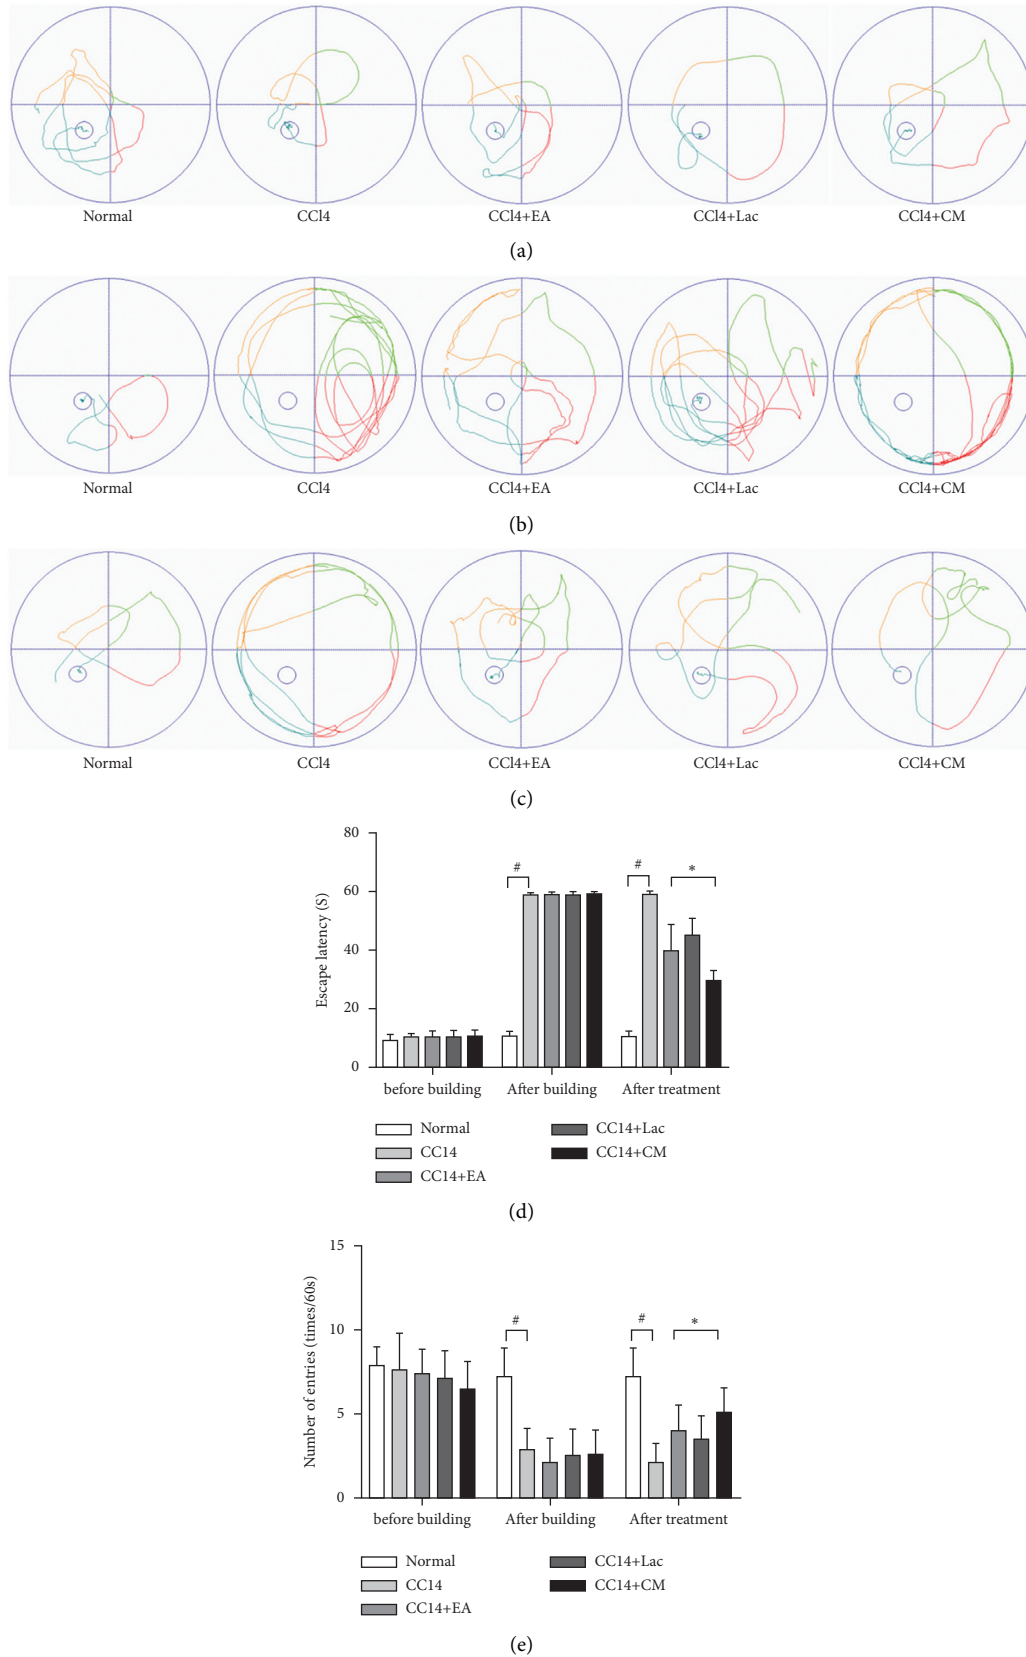 Normal CCl4 CCl4+EA CCl4+Lac CCl4+CM
(a)
Normal CCl4 CCl4+EA CCl4+Lac CCl4+CM
(b)
Normal CCl4 CCl4+EA CCl4+Lac CCl4+CM
(c)
80
60
40
20
0
Escape latency (S)
# # *
before building After building After treatment
Normal CC14+Lac
CC14 CC14+CM
CC14+EA
(d)
15
10
5
0
Number of entries (times/60s)
# # *
before building After building After treatment
Normal CC14+Lac
CC14 CC14+CM
CC14+EA
(e)